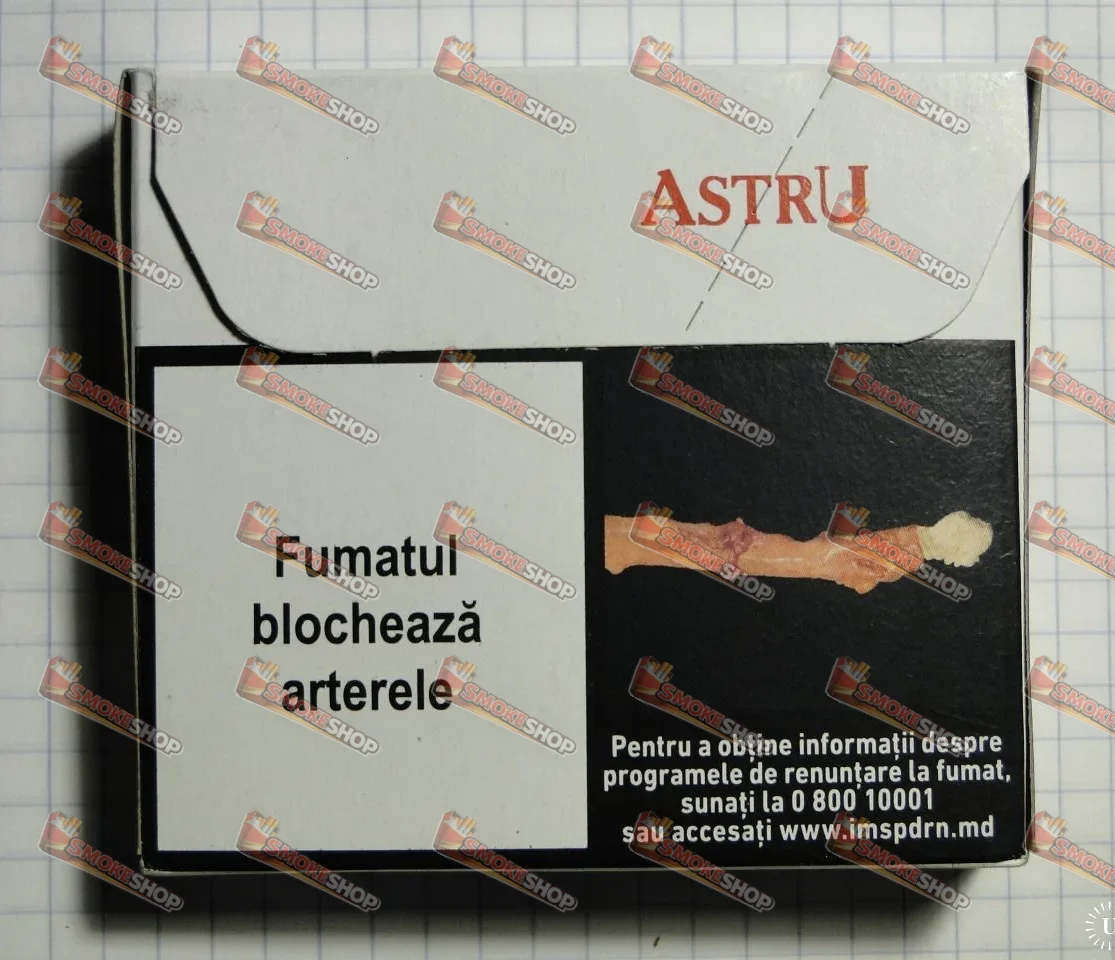 ASTRU
Fumatul
blochează
arterele
Pentru a obține informații despre
programele de renunțare la fumat,
sunați la 0 800 10001
sau accesați www.imspdrn.md
SMOKESHOP